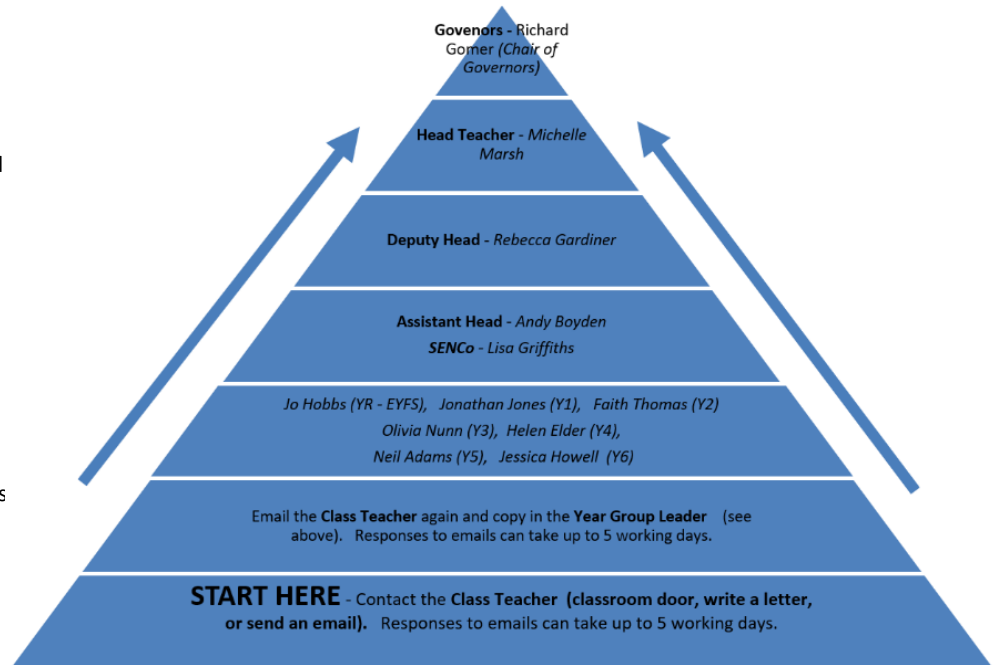 Govenors - Richard
Gomer (Chair of
Governors)
Head Teacher - Michelle
Marsh
Deputy Head - Rebecca Gardiner
Assistant Head - Andy Boyden
SENCo - Lisa Griffiths
Jo Hobbs (YR - EYFS),   Jonathan Jones (Y1),   Faith Thomas (Y2)
Olivia Nunn (Y3),  Helen Elder (Y4),
Neil Adams (Y5),   Jessica Howell  (Y6)
Email the Class Teacher again and copy in the Year Group Leader   (see
above).   Responses to emails can take up to 5 working days.
START HERE - Contact the Class Teacher  (classroom door, write a letter,
or send an email).   Responses to emails can take up to 5 working days.